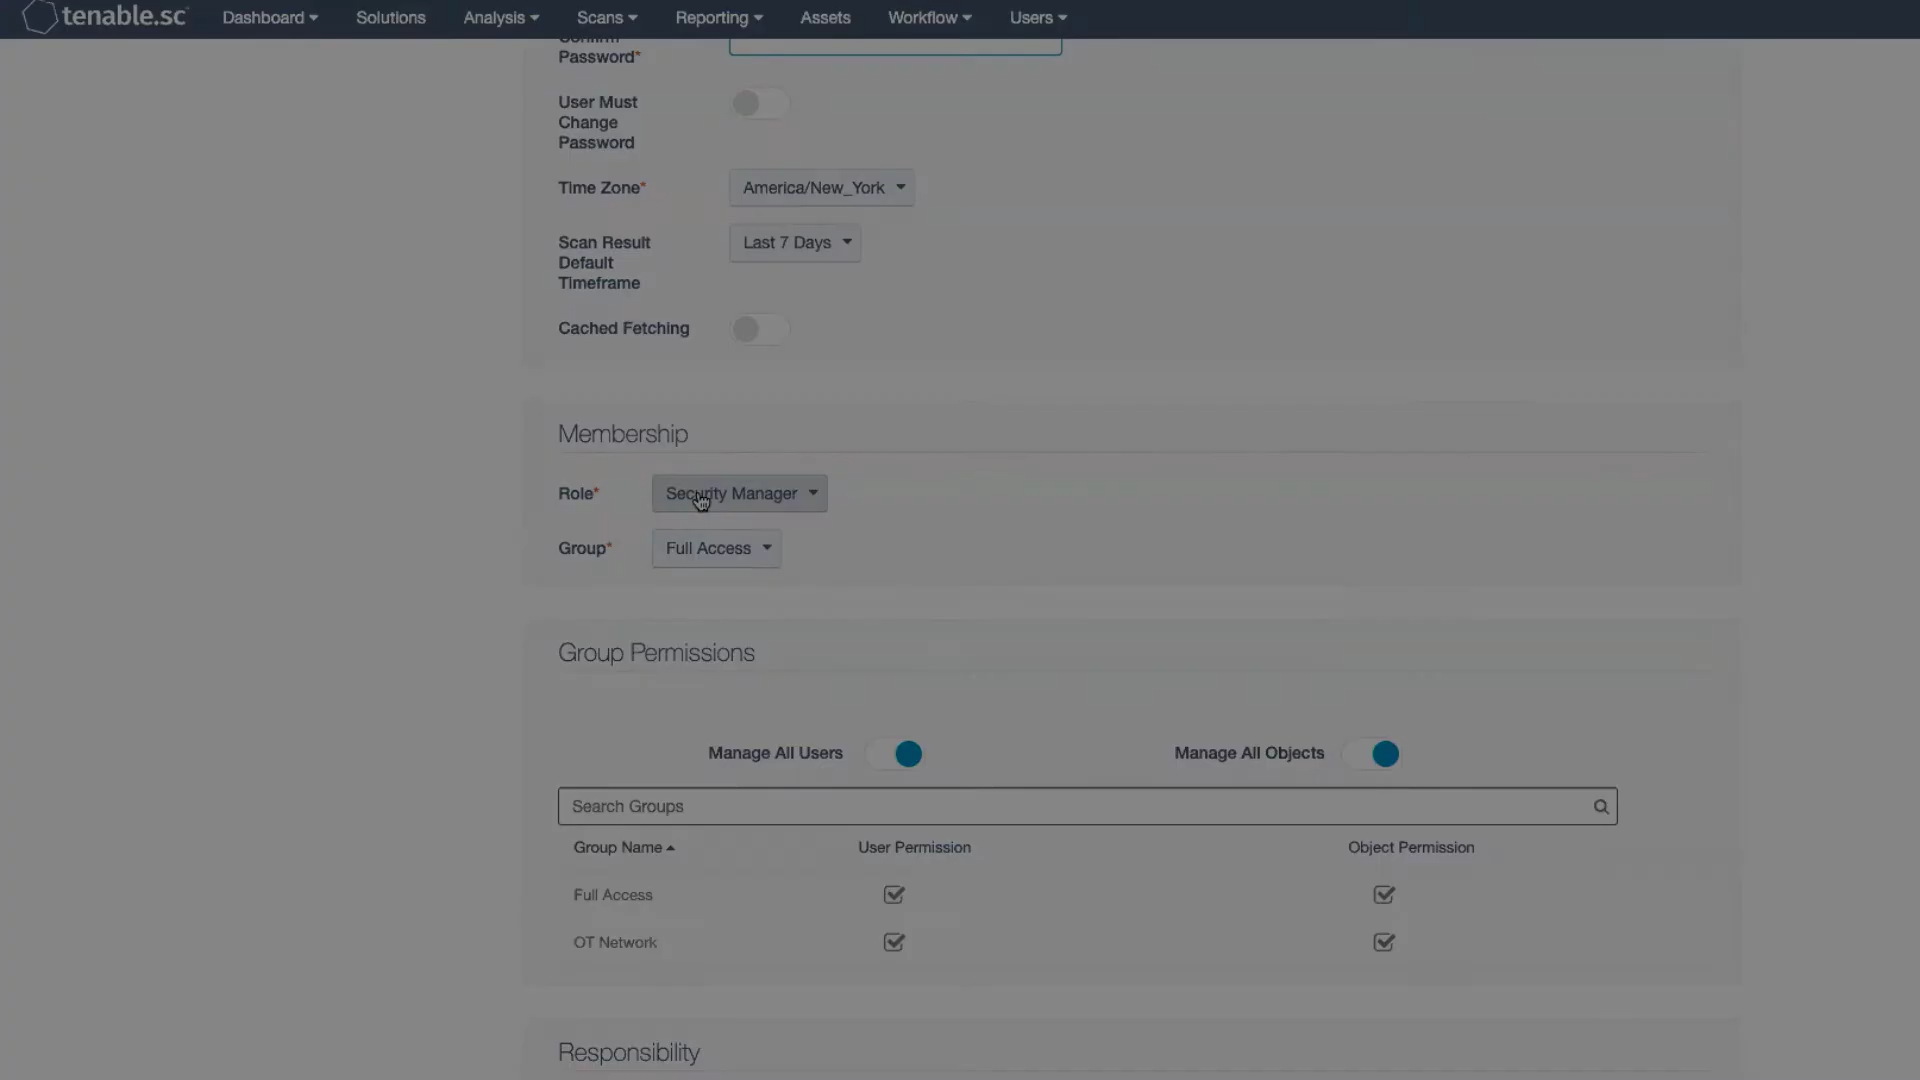 tenable.sc Dashboard Solutions Analysis Scans Reporting Assets Workflow Users
Confirm
Password*
User Must
Change
Password
Time Zone* America/New_York
Scan Result Last 7 Days
Default
Timeframe
Cached Fetching
Membership
Role* Security Manager
Group* Full Access
Group Permissions
Manage All Users Manage All Objects
Search Groups
Group Name User Permission Object Permission
Full Access
OT Network
Responsibility